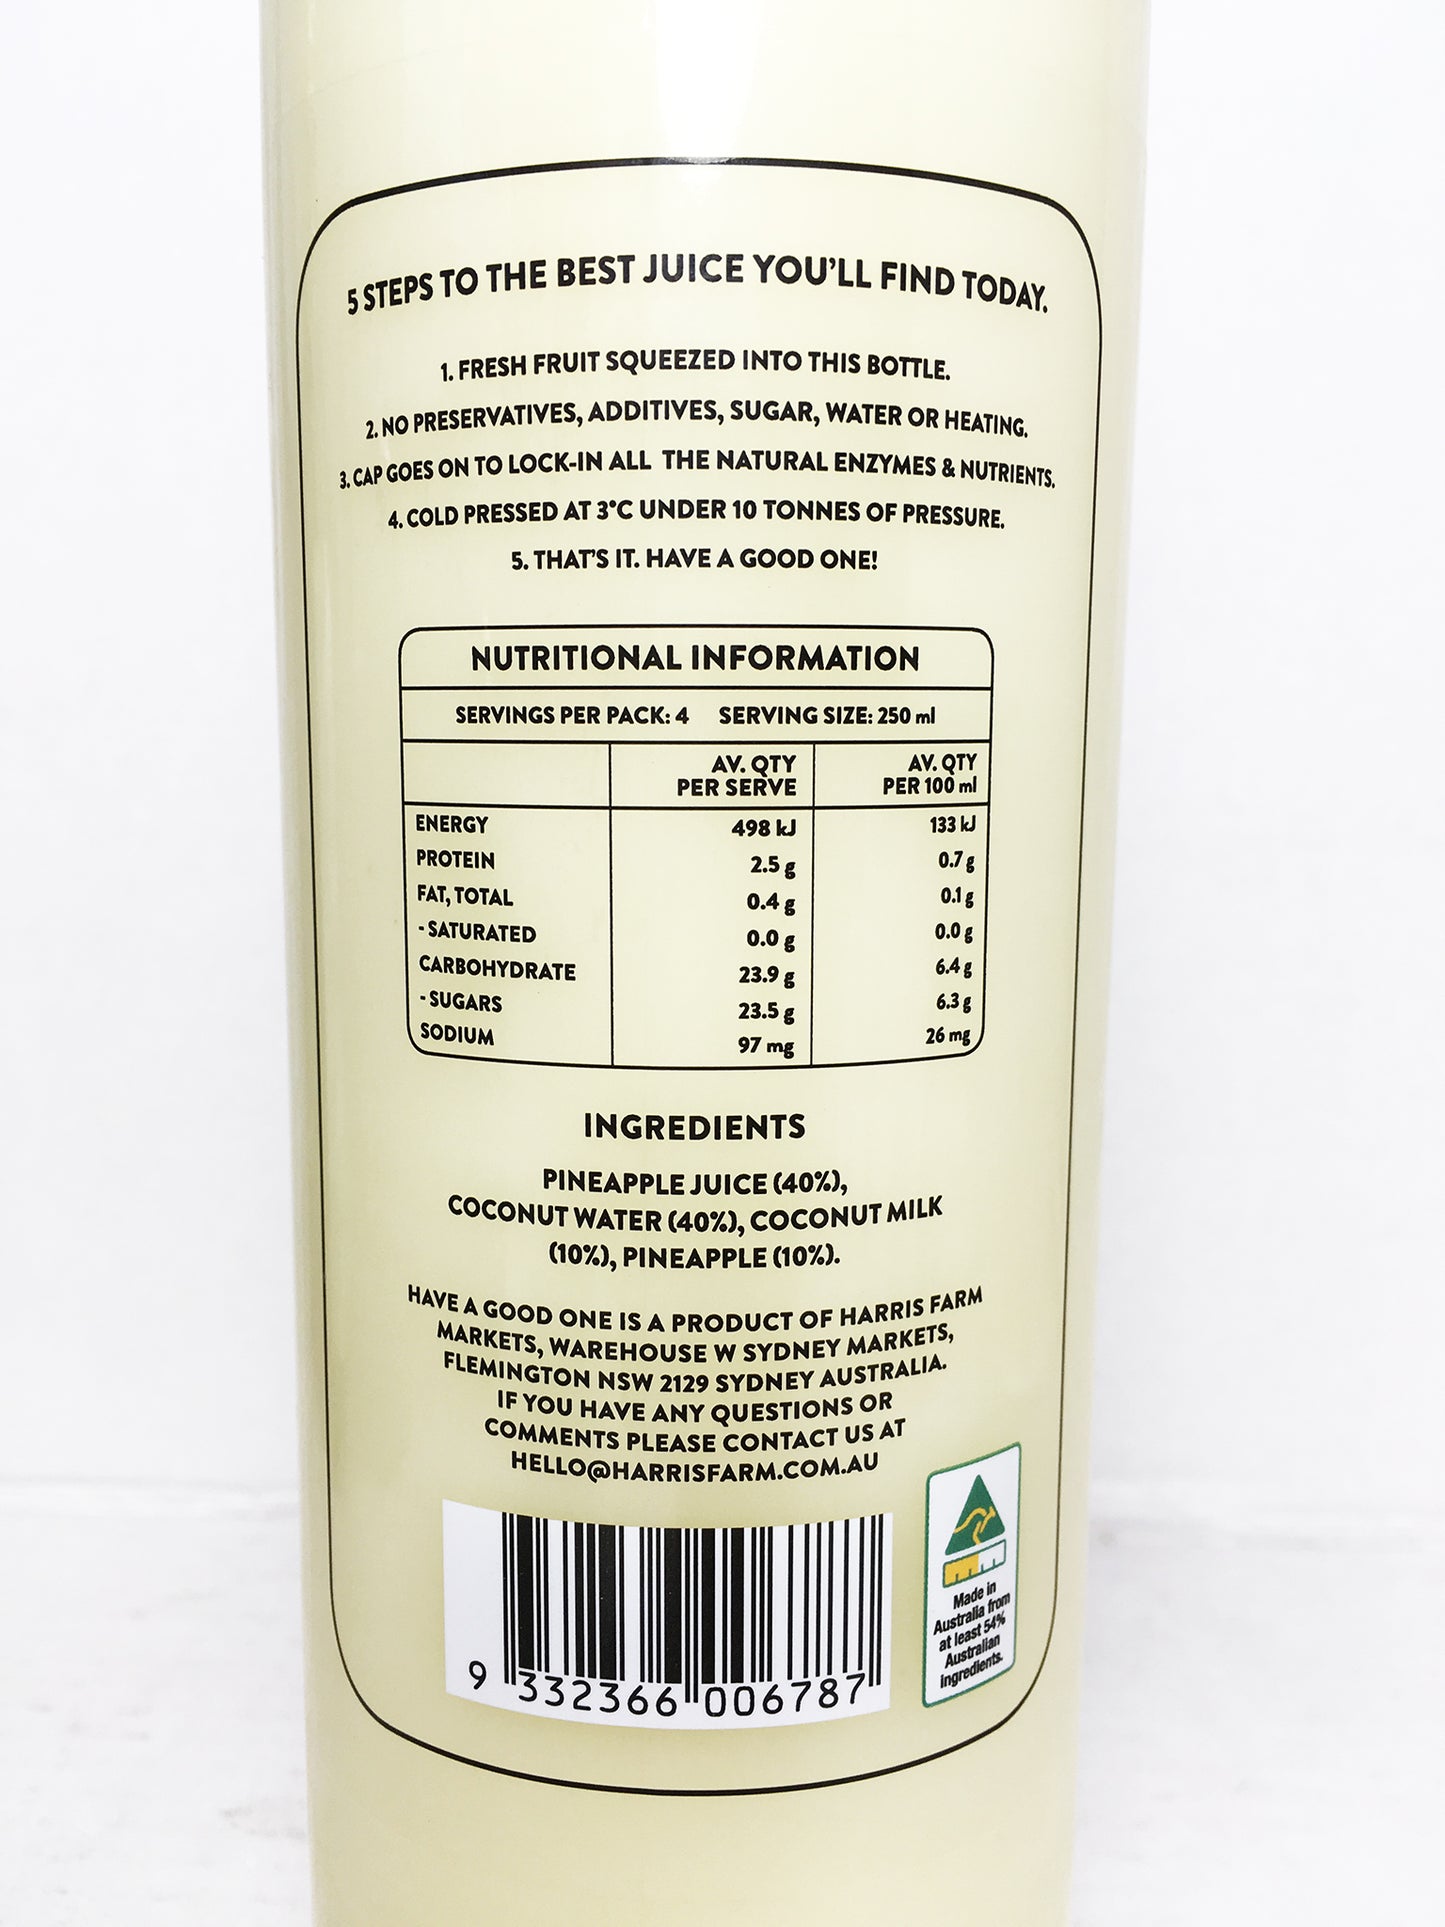 5 STEPS TO THE BEST JUICE YOU'LL FIND TODAY.
1. FRESH FRUIT SQUEEZED INTO THIS BOTTLE.
2. NO PRESERVATIVES, ADDITIVES, SUGAR, WATER OR HEATING.
3. CAP GOES ON TO LOCK-IN ALL THE NATURAL ENZYMES & NUTRIENTS.
4. COLD PRESSED AT 3°C UNDER 10 TONNES OF PRESSURE.
5. THAT'S IT. HAVE A GOOD ONE!
NUTRITIONAL INFORMATION
SERVINGS PER PACK: 4 SERVING SIZE: 250 ml
AV. QTY PER SERVE AV. QTY PER 100 ml
ENERGY 498 kJ 133 kJ
PROTEIN 2.5 g 0.7 g
FAT, TOTAL 0.4 g 0.1 g
- SATURATED 0.0 g 0.0 g
CARBOHYDRATE 23.9 g 6.4 g
- SUGARS 23.5 g 6.3 g
SODIUM 97 mg 26 mg
INGREDIENTS
PINEAPPLE JUICE (40%),
COCONUT WATER (40%), COCONUT MILK
(10%), PINEAPPLE (10%).
HAVE A GOOD ONE IS A PRODUCT OF HARRIS FARM
MARKETS, WAREHOUSE W SYDNEY MARKETS,
FLEMINGTON NSW 2129 SYDNEY AUSTRALIA.
IF YOU HAVE ANY QUESTIONS OR
COMMENTS PLEASE CONTACT US AT
HELLO@HARRISFARM.COM.AU
9 332366 006787
Made in
Australia from
at least 54%
Australian
ingredients.